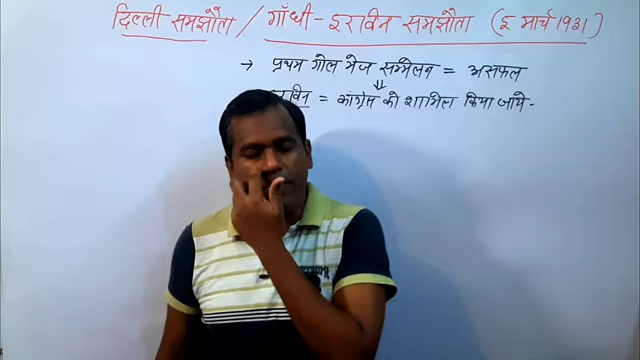 दिल्ली समझौता / गाँधी-इरविन समझौता (5 मार्च 1931)
→ प्रथम गोल मेज सम्मेलन = असफल
⇓
= कांग्रेस को शामिल किया जाये-